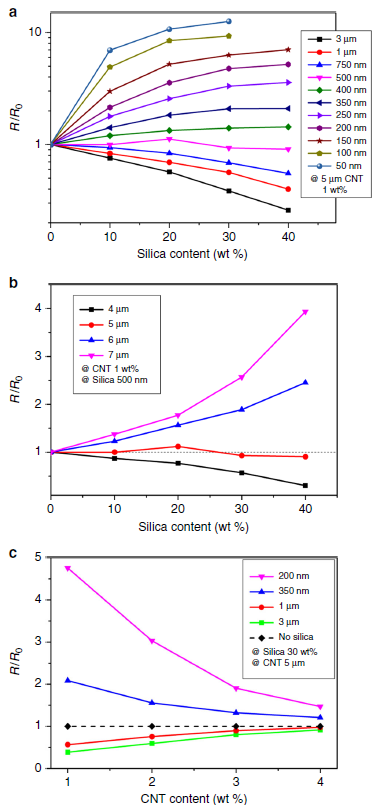 a
R/R0
10
1
0 10 20 30 40
Silica content (wt %)
3 μm
1 μm
750 nm
500 nm
400 nm
350 nm
250 nm
200 nm
150 nm
100 nm
50 nm
@ 5 μm CNT
1 wt%
b
R/R0
4
3
2
1
0 10 20 30 40
Silica content (wt %)
4 μm
5 μm
6 μm
7 μm
@ CNT 1 wt%
@ Silica 500 nm
c
R/R0
5
4
3
2
1
0
1 2 3 4
CNT content (wt %)
200 nm
350 nm
1 μm
3 μm
No silica
@ Silica 30 wt%
@ CNT 5 μm